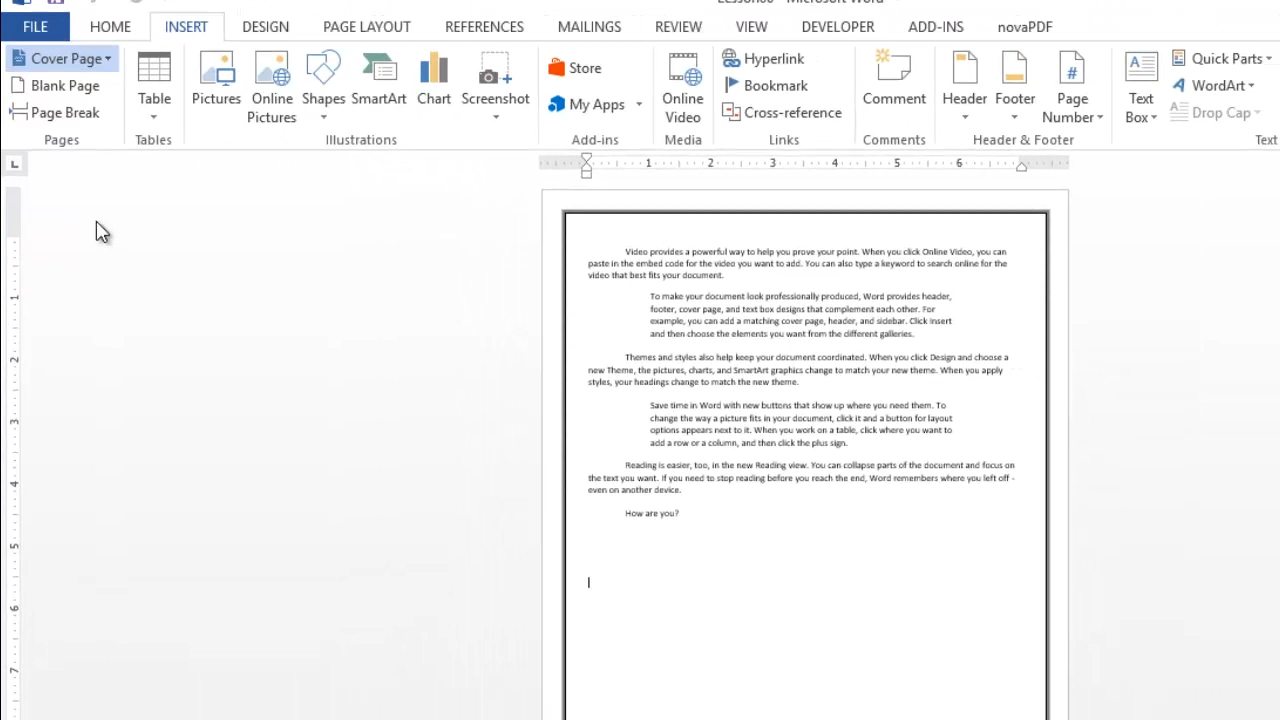 FILE HOME INSERT DESIGN PAGE LAYOUT REFERENCES MAILINGS REVIEW VIEW DEVELOPER ADD-INS novaPDF
Cover Page
Blank Page
Page Break
Pages
Table
Tables
Pictures
Online
Pictures
Shapes
SmartArt
Chart
Screenshot
Illustrations
Store
My Apps
Add-ins
Online
Video
Media
Hyperlink
Bookmark
Cross-reference
Links
Comment
Comments
Header
Footer
Page
Number
Header & Footer
Text
Box
Quick Parts
WordArt
Drop Cap
Text
L
1 2 3 4 5 6
1
2
3
4
5
6
7
Video provides a powerful way to help you prove your point. When you click Online Video, you can
paste in the embed code for the video you want to add. You can also type a keyword to search online for the
video that best fits your document.
To make your document look professionally produced, Word provides header,
footer, cover page, and text box designs that complement each other. For
example, you can add a matching cover page, header, and sidebar. Click Insert
and then choose the elements you want from the different galleries.
Themes and styles also help keep your document coordinated. When you click Design and choose a
new Theme, the pictures, charts, and SmartArt graphics change to match your new theme. When you apply
styles, your headings change to match the new theme.
Save time in Word with new buttons that show up where you need them. To
change the way a picture fits in your document, click it and a button for layout
options appears next to it. When you work on a table, click where you want to
add a row or a column, and then click the plus sign.
Reading is easier, too, in the new Reading view. You can collapse parts of the document and focus on
the text you want. If you need to stop reading before you reach the end, Word remembers where you left off -
even on another device.
How are you?